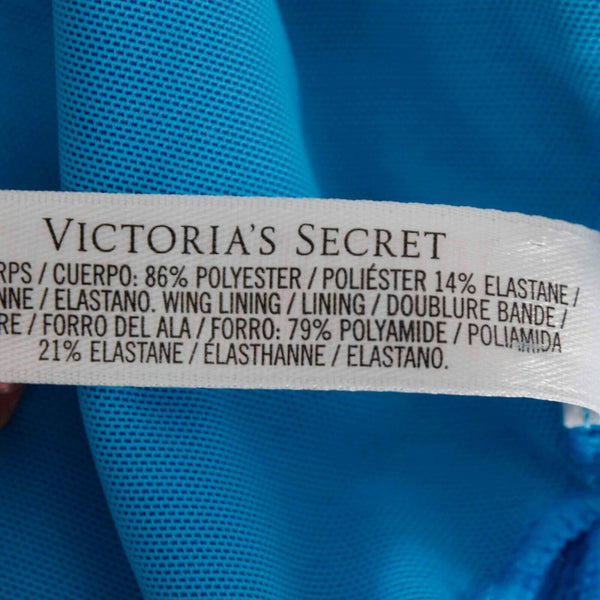 VICTORIA'S SECRET
RPS / CUERPO: 86% POLYESTER / POLIÉSTER 14% ELASTANE /
NNE / ELASTANO. WING LINING / LINING / DOUBLURE BANDE /
RE / FORRO DEL ALA / FORRO: 79% POLYAMIDE / POLIAMIDA
21% ELASTANE / ÉLASTHANNE / ELASTANO.